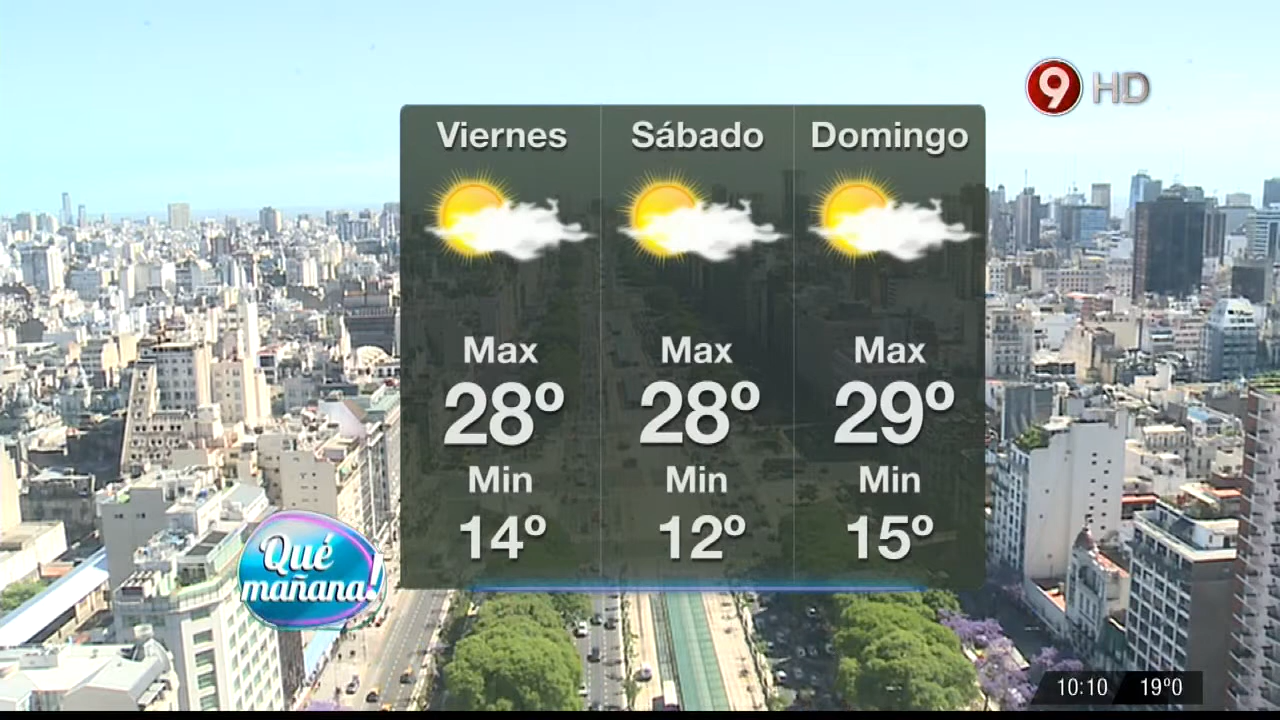 9 HD
Viernes
Sábado
Domingo
Max
28º
Min
14º
Max
28º
Min
12º
Max
29º
Min
15º
Qué
mañana!
10:10
19º0